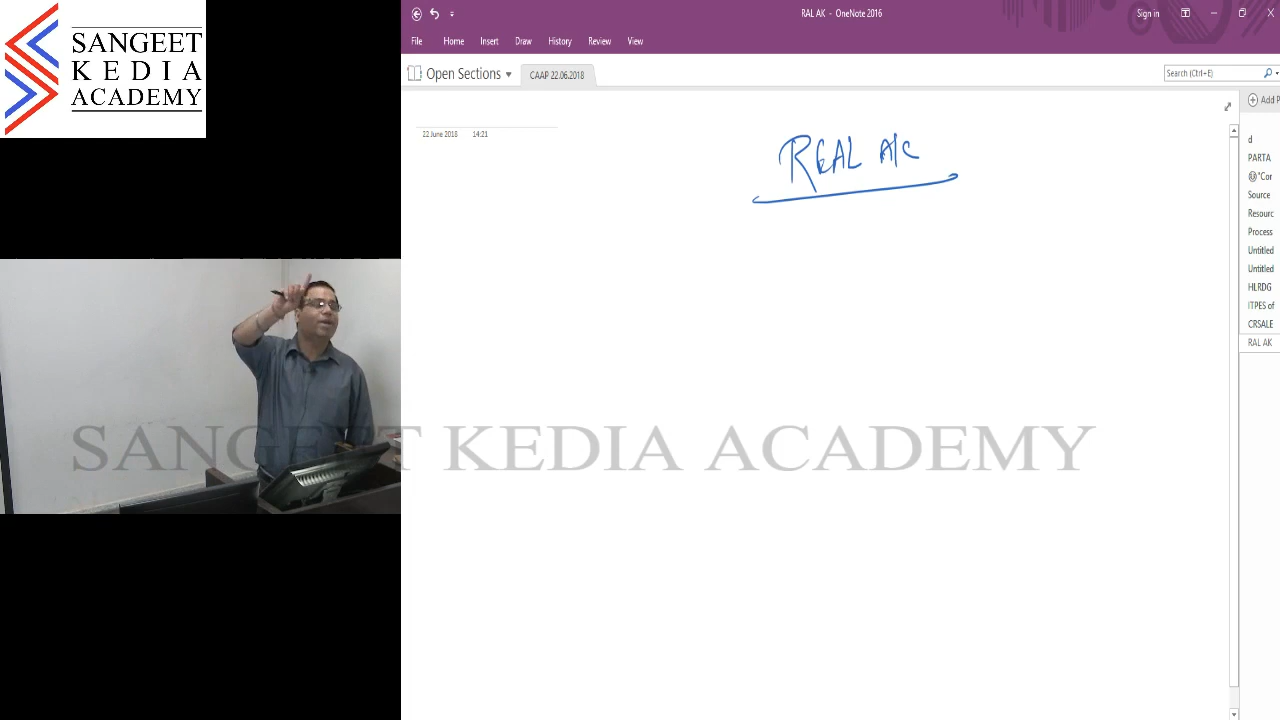 SANGEET
KEDIA
ACADEMY
RAL AK - OneNote 2016
Sign in
File Home Insert Draw History Review View
Open Sections
CAAP 22.06.2018
Search (Ctrl+E)
Add P
22 June 2018 14:21
REAL A/C
d
PARTA
"Cor
Source
Resourc
Process
Untitled
Untitled
HLRDG
ITPES of
CRSALE
RAL AK
SANGEET KEDIA ACADEMY